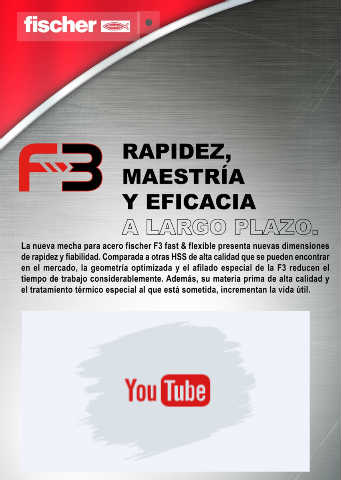 fischer
F3
RAPIDEZ,
MAESTRÍA
Y EFICACIA
A LARGO PLAZO.
La nueva mecha para acero fischer F3 fast & flexible presenta nuevas dimensiones
de rapidez y fiabilidad. Comparada a otras HSS de alta calidad que se pueden encontrar
en el mercado, la geometría optimizada y el afilado especial de la F3 reducen el
tiempo de trabajo considerablemente. Además, su materia prima de alta calidad y
el tratamiento térmico especial al que está sometida, incrementan la vida útil.
YouTube